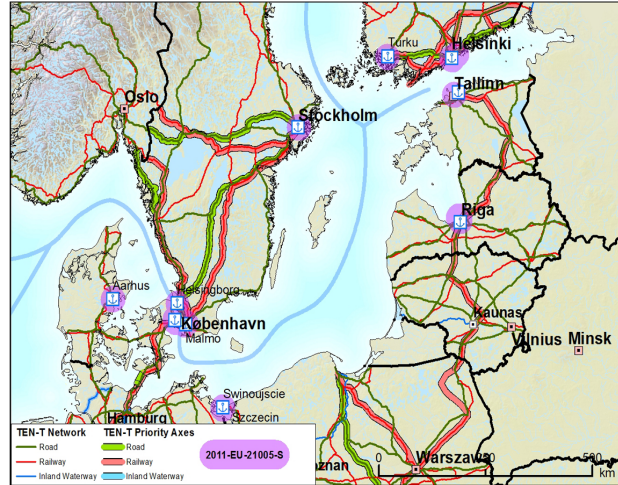 Turku
Helsinki
Tallinn
Oslo
Stockholm
Riga
Aarhus
Helsingborg
København
Malmo
Kaunas
Vilnius
Minsk
Swinoujscie
Szczecin
Hamburg
Warszawa
TEN-T Network
Road
Railway
Inland Waterway
TEN-T Priority Axes
Road
Railway
Inland Waterway
2011-EU-21005-S
0
500
km